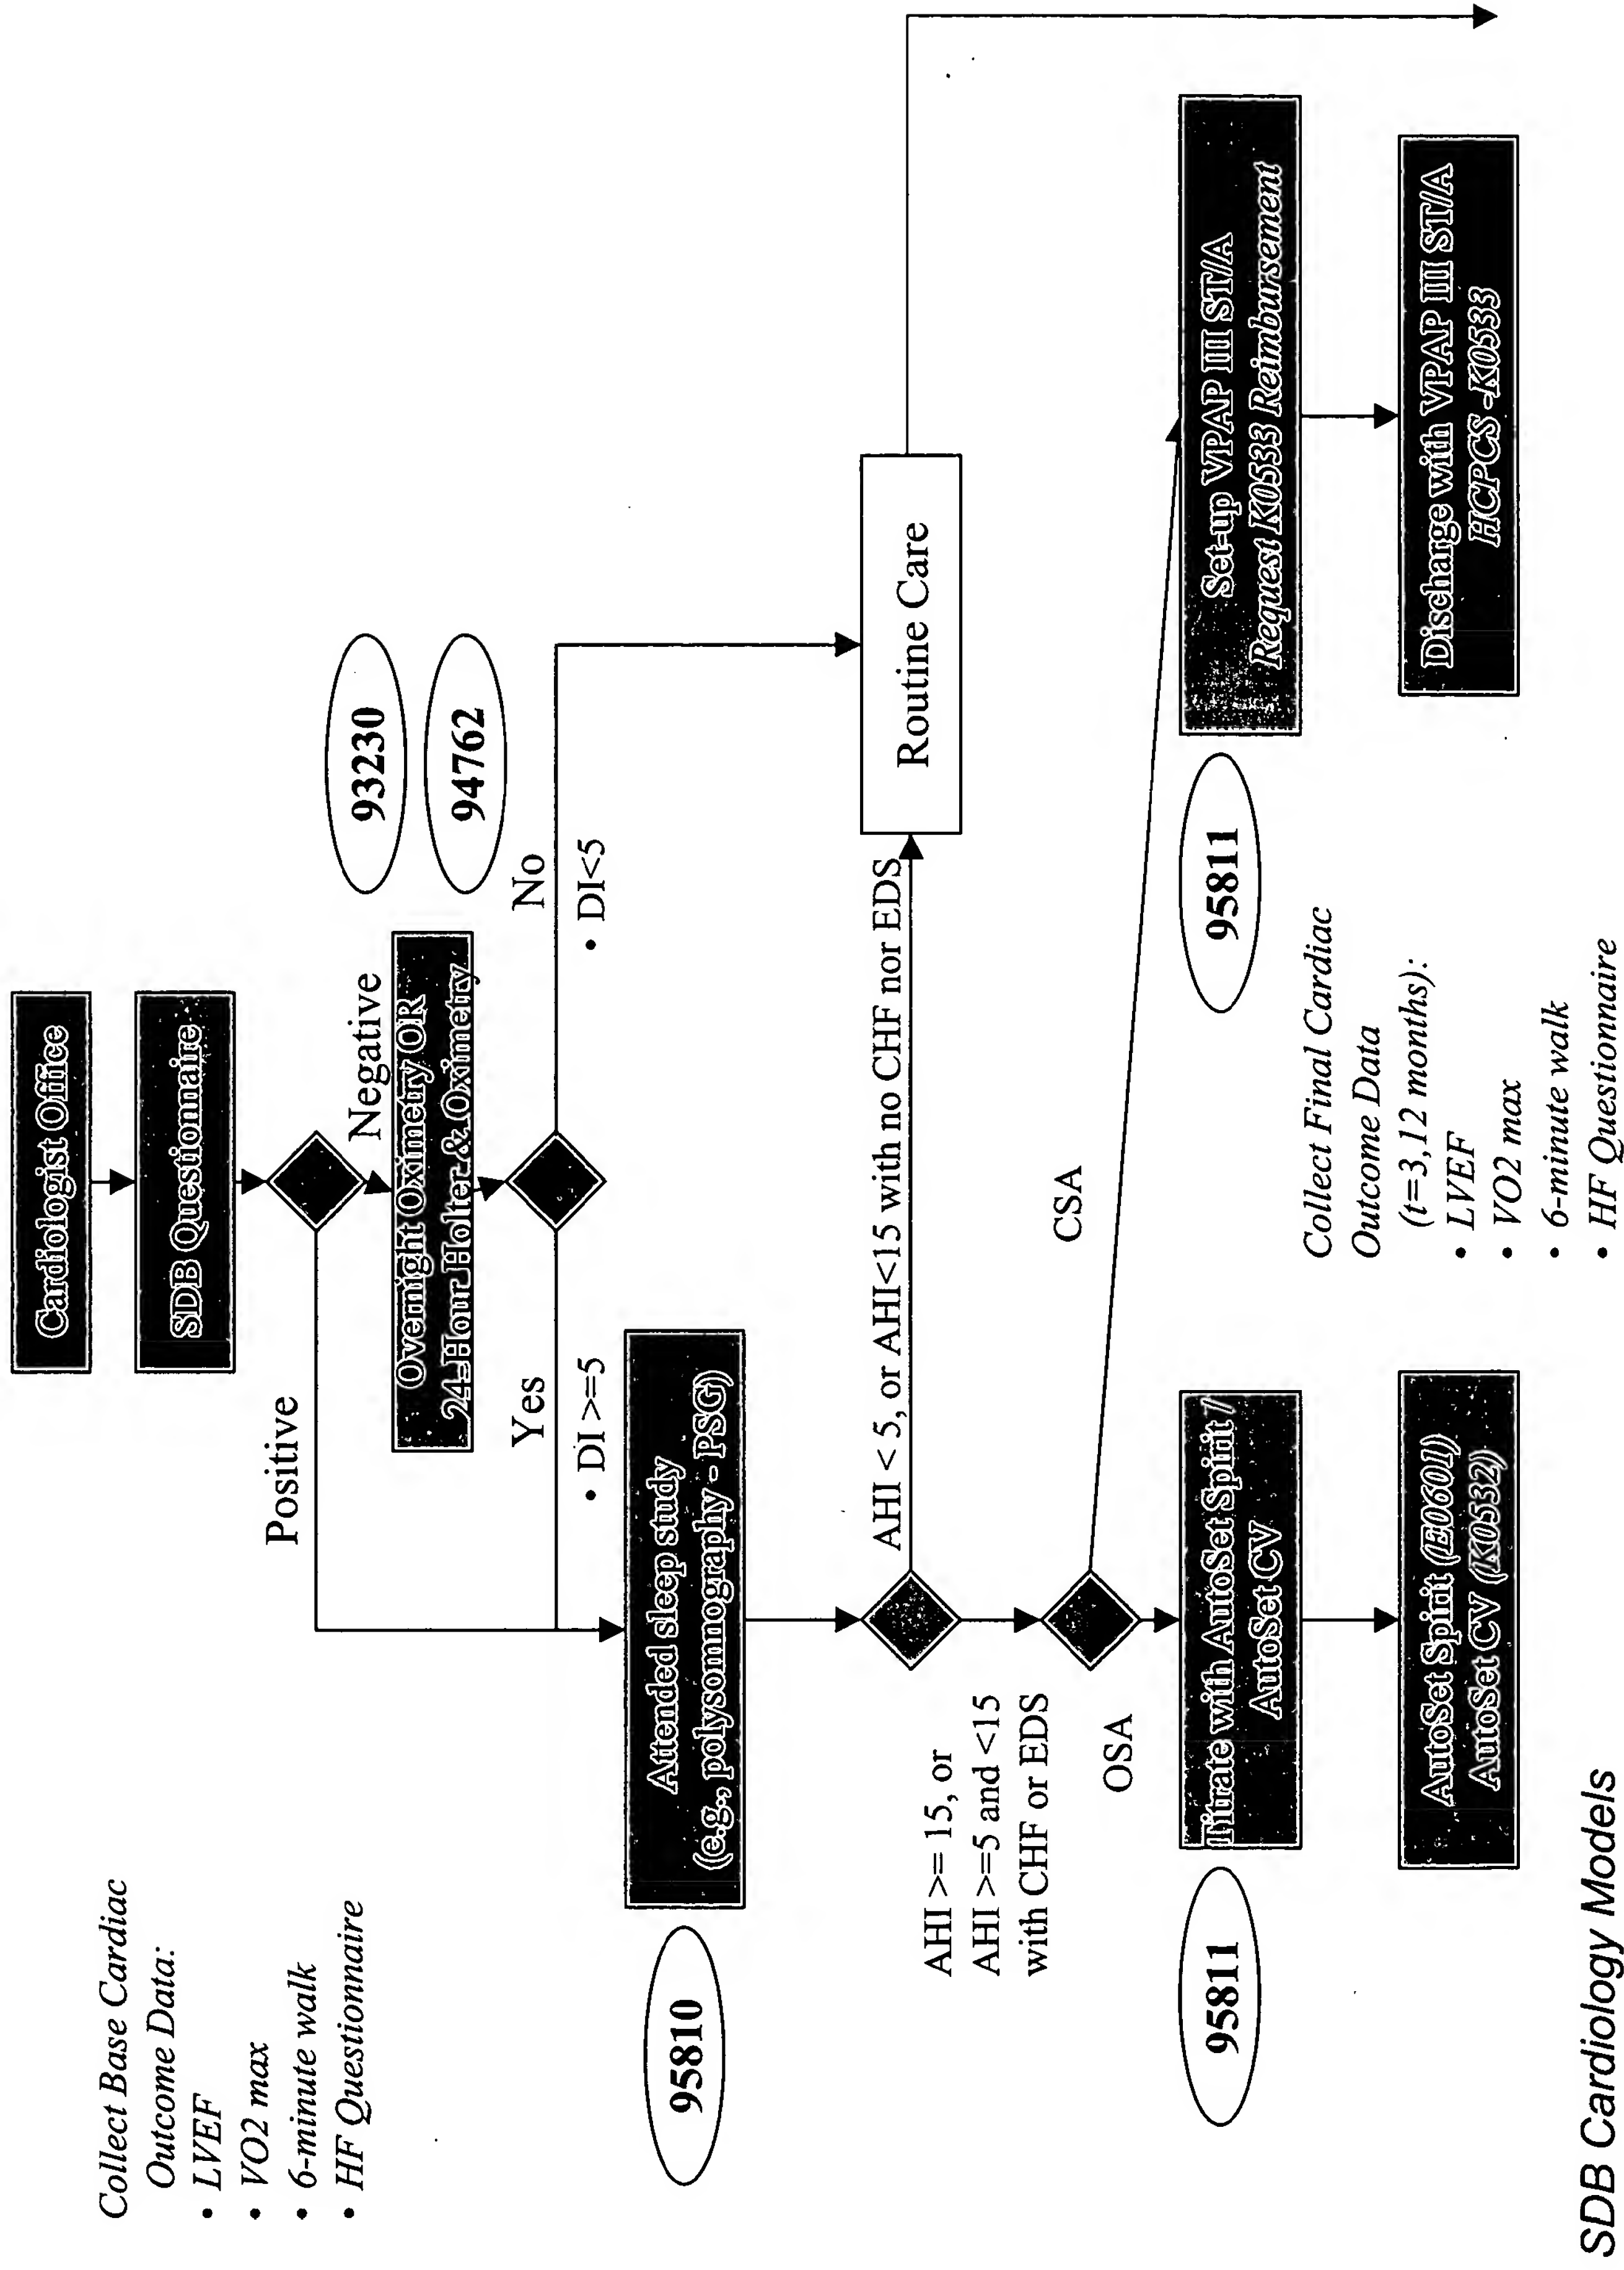 Collect Base Cardiac
Outcome Data:
• LVEF
• VO2 max
• 6-minute walk
• HF Questionnaire
Cardiologist Office
SDB Questionnaire
Positive
Negative
Overnight Oximetry OR
24-Hour Holter & Oximetry
93230
94762
Yes
• DI >=5
No
• DI<5
95810
Attended sleep study
(e.g., polysomnography - PSG)
AHI < 5, or AHI<15 with no CHF nor EDS
Routine Care
AHI >= 15, or
AHI >=5 and <15
with CHF or EDS
OSA
CSA
95811
Titrate with AutoSet Spirit /
AutoSet CV
95811
Set-up VPAP III ST/A
Request K0533 Reimbursement
AutoSet Spirit (E0601)
AutoSet CV (K0532)
Collect Final Cardiac
Outcome Data
(t=3,12 months):
• LVEF
• VO2 max
• 6-minute walk
• HF Questionnaire
Discharge with VPAP III ST/A
HCPCS -K0533
SDB Cardiology Models